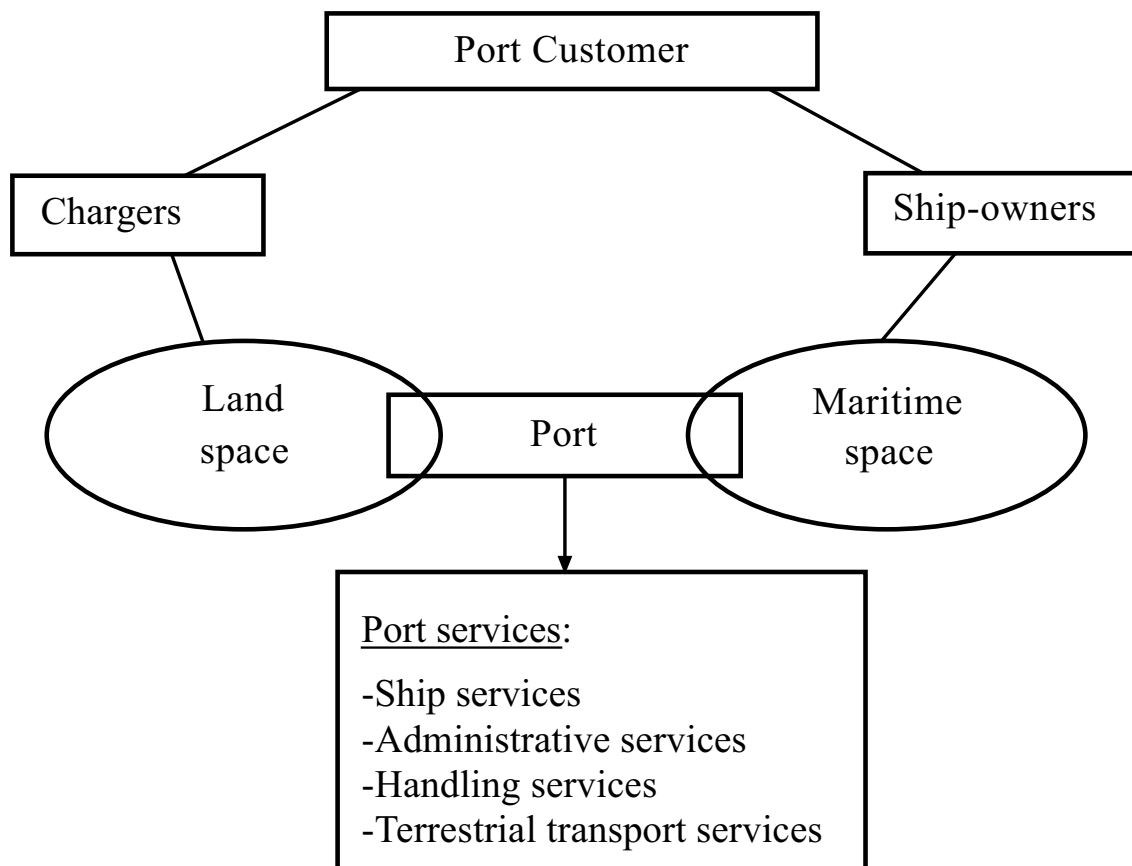 Port Customer
Chargers
Ship-owners
Land
space
Port
Maritime
space
Port services:
-Ship services
-Administrative services
-Handling services
-Terrestrial transport services